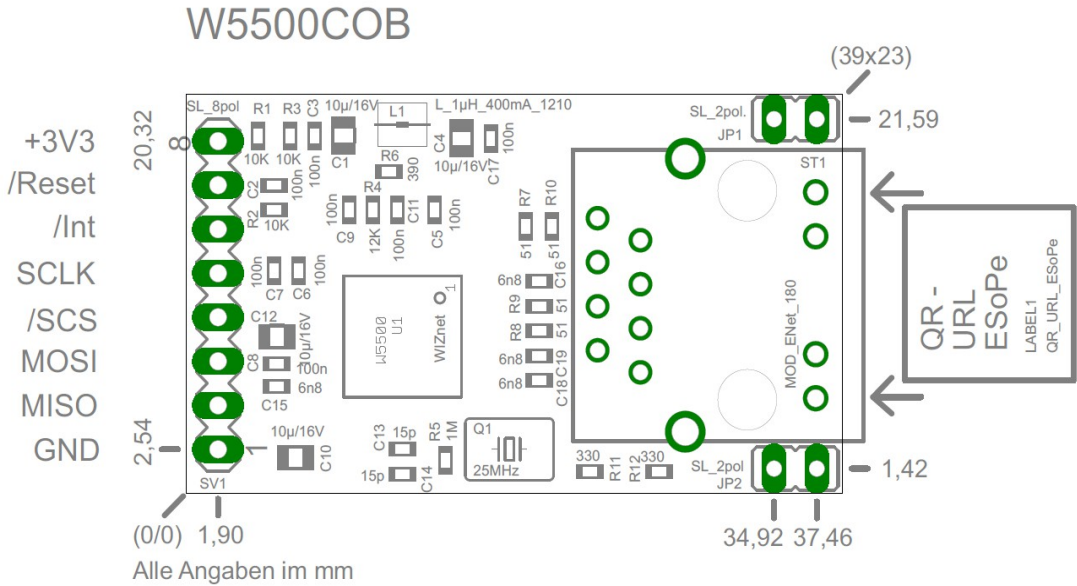 W5500COB
(39x23)
+3V3
/Reset
/Int
SCLK
/SCS
MOSI
MISO
GND
20,32
2,54
8
1
SL_8pol
SV1
R1
10K
R3
10K
C3
100n
10µ/16V
C1
L1
L_1µH_400mA_1210
C4
10µ/16V
C17
100n
R6
390
C2
100n
R2
10K
100n
C9
R4
12K
C11
100n
C5
100n
R7
51
R10
51
100n
C7
C6
100n
C12
10µ/16V
C8
100n
6n8
C15
W5500
U1
WIZnet
1
6n8
C16
R9
51
R8
51
6n8
C19
6n8
C18
10µ/16V
C10
C13
15p
15p
C14
R5
1M
Q1
25MHz
330
R11
R12
330
SL_2pol.
JP1
21,59
ST1
MOD_ENet_180
QR -
URL
ESoPe
LABEL1
QR_URL_ESoPe
SL_2pol
JP2
1,42
(0/0)
1,90
34,92
37,46
Alle Angaben im mm